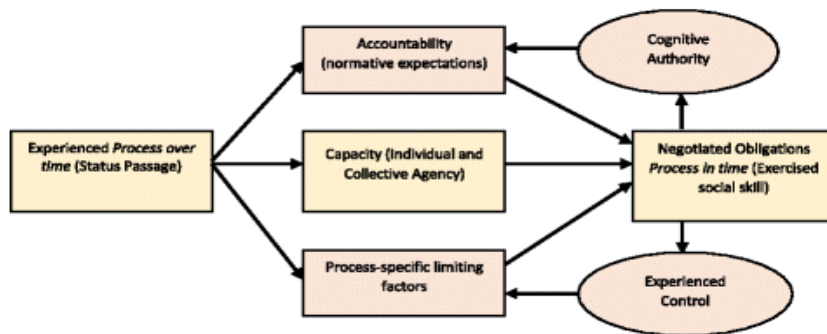 Accountability
(normative expectations)
Cognitive
Authority
Experienced Process over
time (Status Passage)
Capacity (Individual and
Collective Agency)
Negotiated Obligations
Process in time (Exercised
social skill)
Process-specific limiting
factors
Experienced
Control